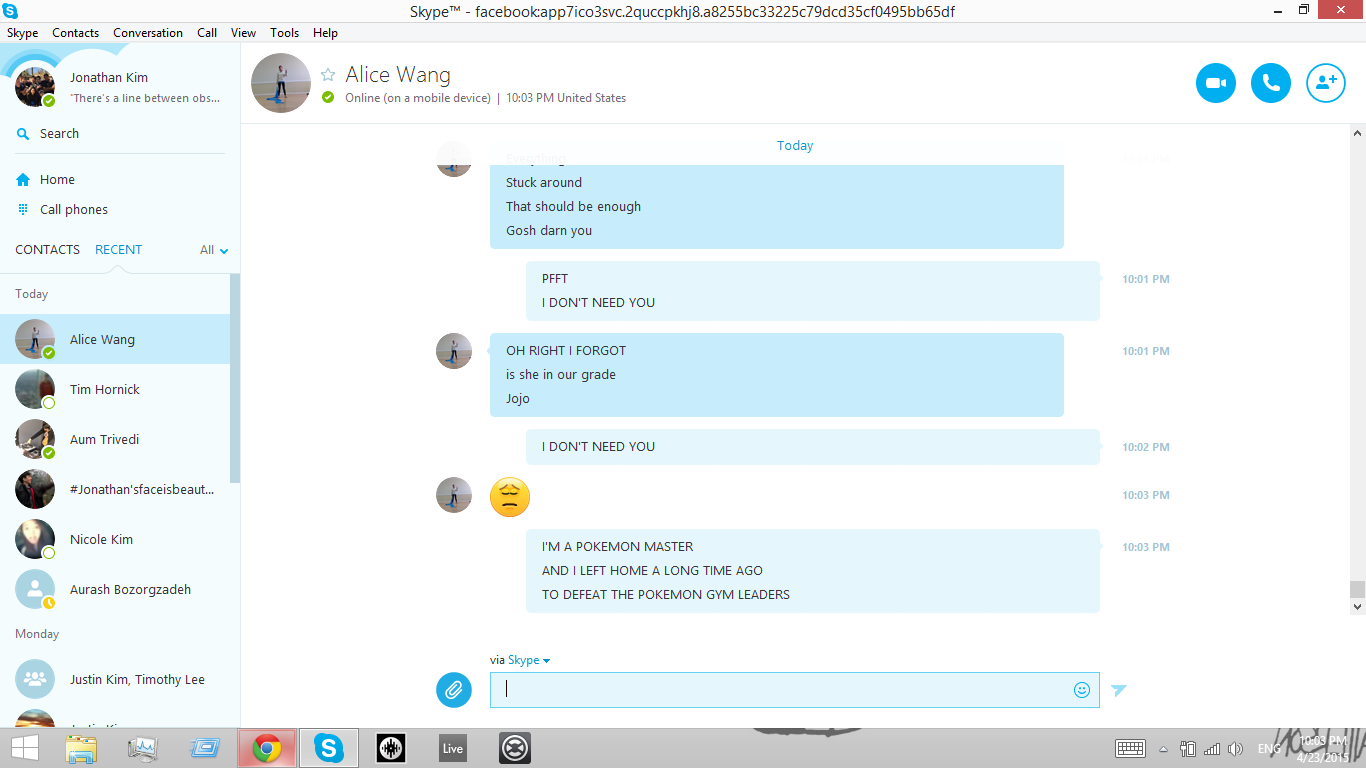 Skype™ - facebook:app7ico3svc.2quccpkhj8.a8255bc33225c79dcd35cf0495bb65df
Skype Contacts Conversation Call View Tools Help
Jonathan Kim
"There's a line between obs...
Search
Home
Call phones
CONTACTS RECENT All
Today
Alice Wang
Tim Hornick
Aum Trivedi
#Jonathan'sfaceisbeaut...
Nicole Kim
Aurash Bozorgzadeh
Monday
Justin Kim, Timothy Lee
Justin Kim
Alice Wang
Online (on a mobile device) | 10:03 PM United States
Today
Everything
Stuck around
That should be enough
Gosh darn you
PFFT 10:01 PM
I DON'T NEED YOU
OH RIGHT I FORGOT 10:01 PM
is she in our grade
Jojo
I DON'T NEED YOU 10:02 PM
10:03 PM
I'M A POKEMON MASTER 10:03 PM
AND I LEFT HOME A LONG TIME AGO
TO DEFEAT THE POKEMON GYM LEADERS
via Skype
Live
ENG
10:03 PM
4/23/2015